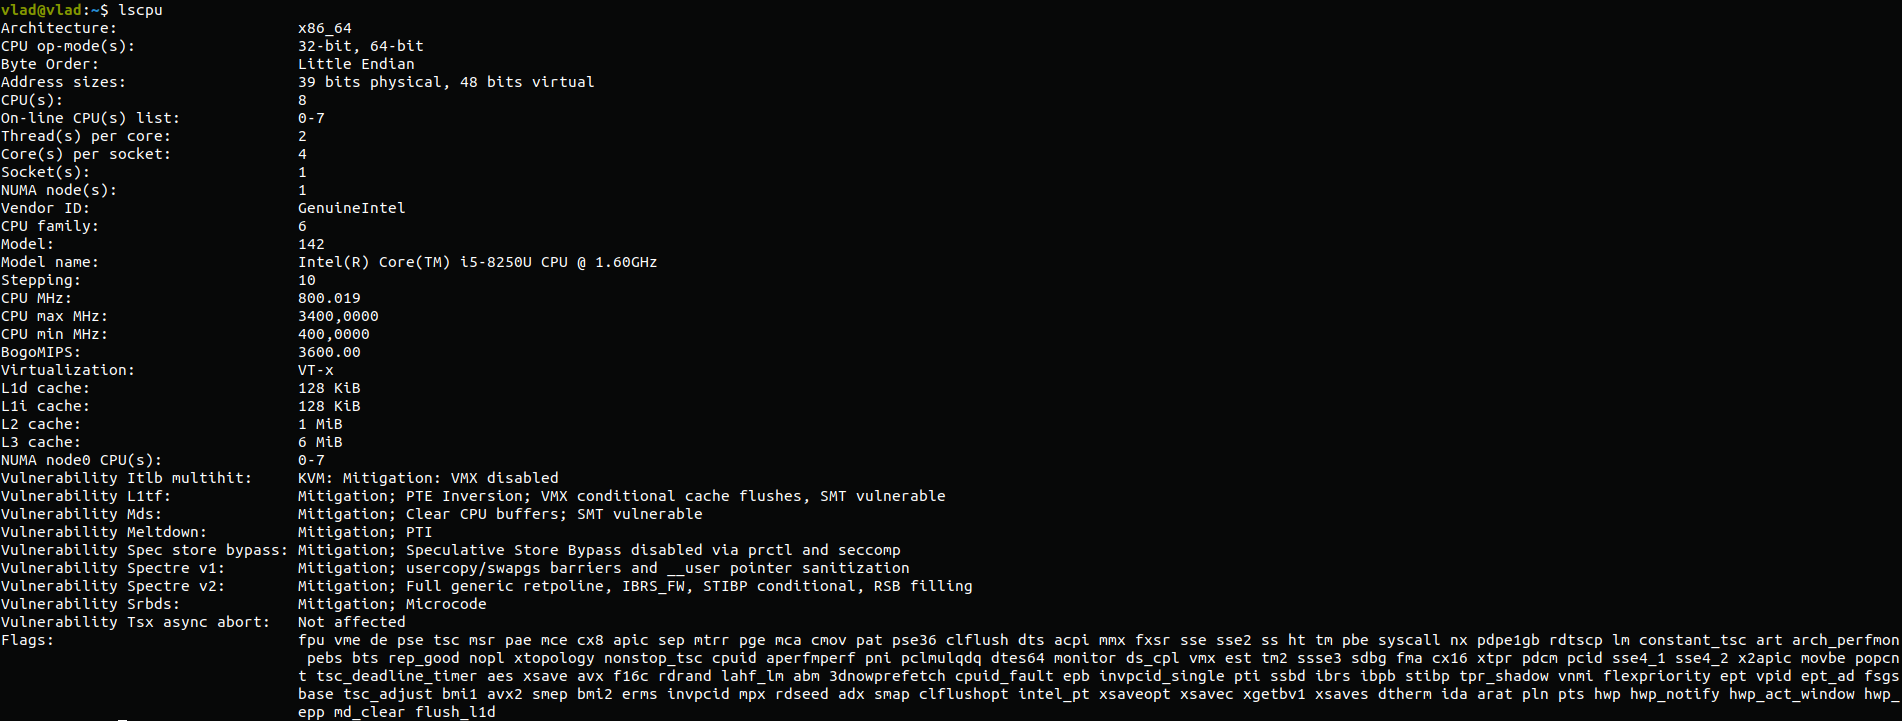 vlad@vlad:~$ lscpu
Architecture:                    x86_64
CPU op-mode(s):                  32-bit, 64-bit
Byte Order:                      Little Endian
Address sizes:                   39 bits physical, 48 bits virtual
CPU(s):                          8
On-line CPU(s) list:             0-7
Thread(s) per core:              2
Core(s) per socket:              4
Socket(s):                       1
NUMA node(s):                    1
Vendor ID:                       GenuineIntel
CPU family:                      6
Model:                           142
Model name:                      Intel(R) Core(TM) i5-8250U CPU @ 1.60GHz
Stepping:                        10
CPU MHz:                         800.019
CPU max MHz:                     3400,0000
CPU min MHz:                     400,0000
BogoMIPS:                        3600.00
Virtualization:                  VT-x
L1d cache:                       128 KiB
L1i cache:                       128 KiB
L2 cache:                        1 MiB
L3 cache:                        6 MiB
NUMA node0 CPU(s):               0-7
Vulnerability Itlb multihit:     KVM: Mitigation: VMX disabled
Vulnerability L1tf:              Mitigation; PTE Inversion; VMX conditional cache flushes, SMT vulnerable
Vulnerability Mds:               Mitigation; Clear CPU buffers; SMT vulnerable
Vulnerability Meltdown:          Mitigation; PTI
Vulnerability Spec store bypass: Mitigation; Speculative Store Bypass disabled via prctl and seccomp
Vulnerability Spectre v1:        Mitigation; usercopy/swapgs barriers and __user pointer sanitization
Vulnerability Spectre v2:        Mitigation; Full generic retpoline, IBRS_FW, STIBP conditional, RSB filling
Vulnerability Srbds:             Mitigation; Microcode
Vulnerability Tsx async abort:   Not affected
Flags:                           fpu vme de pse tsc msr pae mce cx8 apic sep mtrr pge mca cmov pat pse36 clflush dts acpi mmx fxsr sse sse2 ss ht tm pbe syscall nx pdpe1gb rdtscp lm constant_tsc art arch_perfmon
 pebs bts rep_good nopl xtopology nonstop_tsc cpuid aperfmperf pni pclmulqdq dtes64 monitor ds_cpl vmx est tm2 ssse3 sdbg fma cx16 xtpr pdcm pcid sse4_1 sse4_2 x2apic movbe popcn
t tsc_deadline_timer aes xsave avx f16c rdrand lahf_lm abm 3dnowprefetch cpuid_fault epb invpcid_single pti ssbd ibrs ibpb stibp tpr_shadow vnmi flexpriority ept vpid ept_ad fsgs
base tsc_adjust bmi1 avx2 smep bmi2 erms invpcid mpx rdseed adx smap clflushopt intel_pt xsaveopt xsavec xgetbv1 xsaves dtherm ida arat pln pts hwp hwp_notify hwp_act_window hwp_
epp md_clear flush_l1d